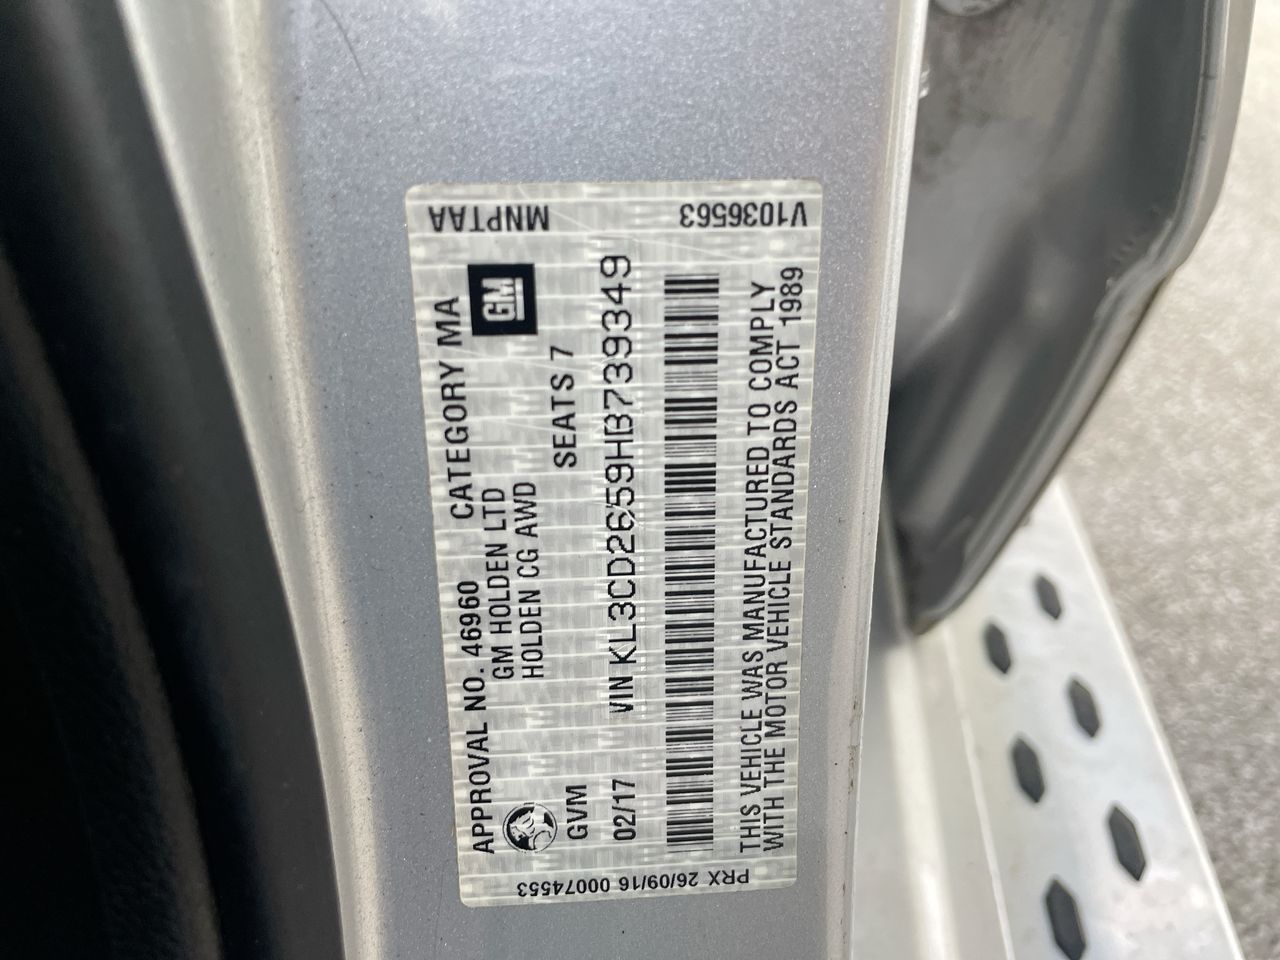 MNPTAA V1036563
APPROVAL NO. 46960 CATEGORY MA
GM HOLDEN LTD
HOLDEN CG AWD
GM
GVM SEATS 7
02/17 VIN KL3CD2659HB739349
THIS VEHICLE WAS MANUFACTURED TO COMPLY
WITH THE MOTOR VEHICLE STANDARDS ACT 1989
PRX 26/09/16 00074553